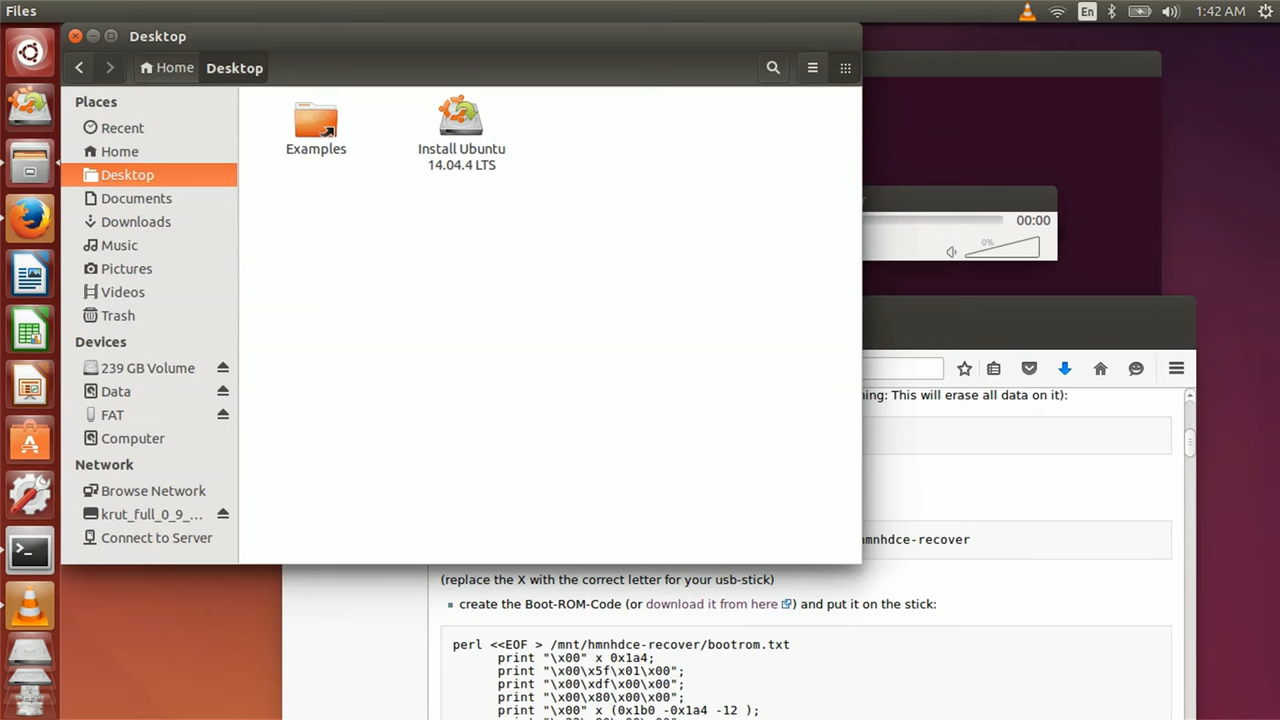 Files
En
1:42 AM
Desktop
Home
Desktop
Places
Recent
Home
Desktop
Documents
Downloads
Music
Pictures
Videos
Trash
Devices
239 GB Volume
Data
FAT
Computer
Network
Browse Network
krut_full_0_9_...
Connect to Server
Examples
Install Ubuntu
14.04.4 LTS
00:00
0%
This will erase all data on it):
hmnhdce-recover
(replace the X with the correct letter for your usb-stick)
create the Boot-ROM-Code (or download it from here) and put it on the stick:
perl <<EOF > /mnt/hmnhdce-recover/bootrom.txt
print "\x00" x 0x1a4;
print "\x00\x5f\x01\x00";
print "\x00\xdf\x00\x00";
print "\x00\x80\x00\x00";
print "\x00" x (0x1b0 -0x1a4 -12 );